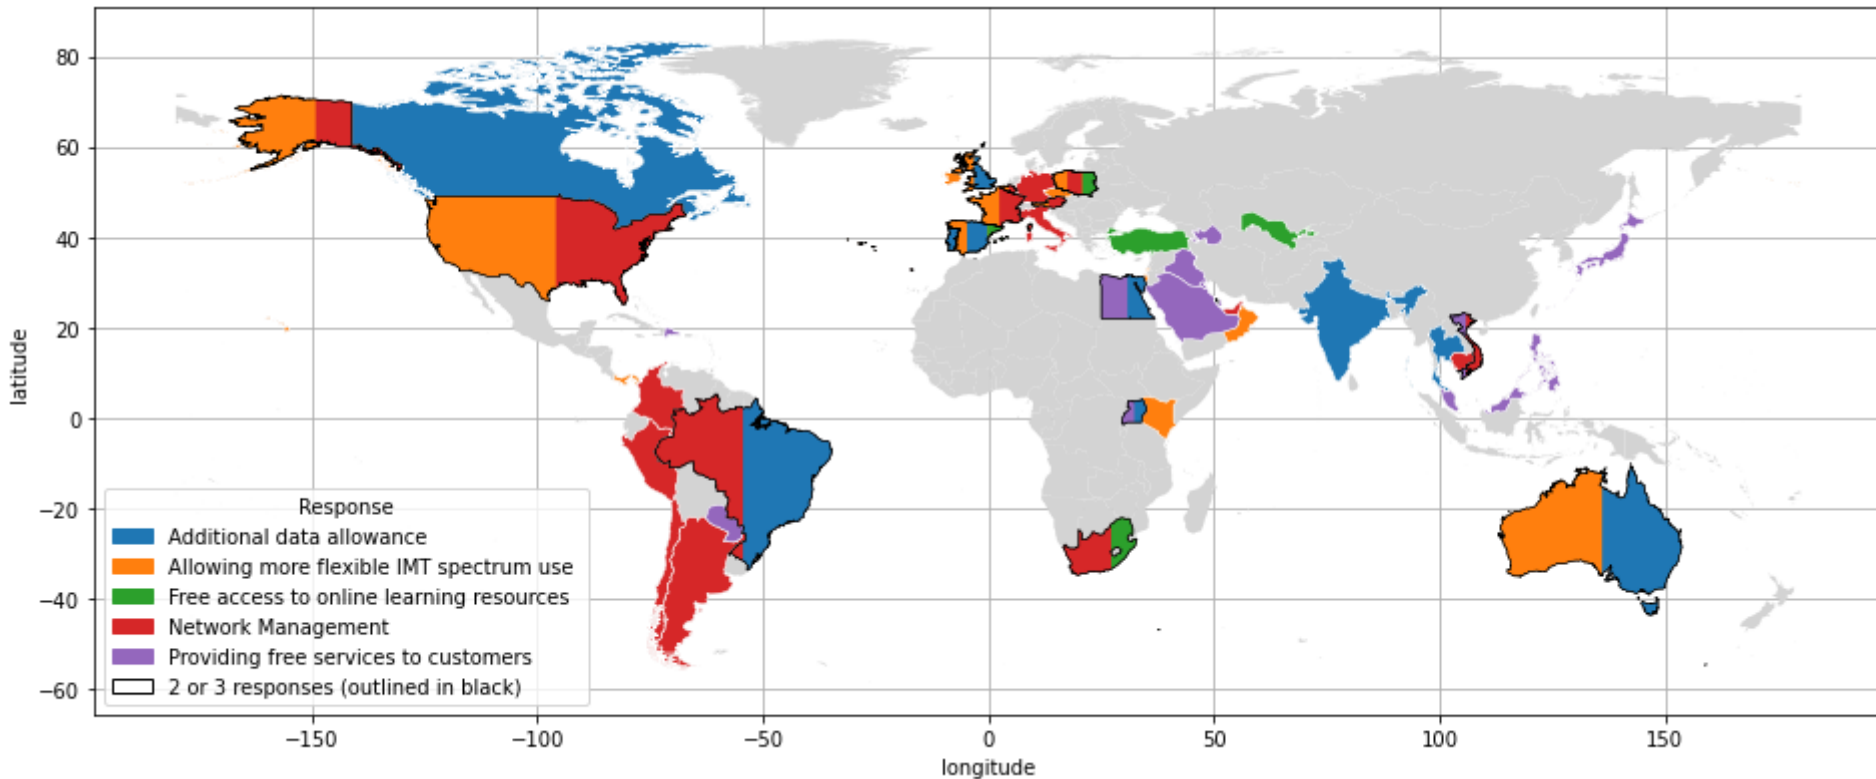 80
60
40
20
0
−20
−40
−60
latitude
Response
Additional data allowance
Allowing more flexible IMT spectrum use
Free access to online learning resources
Network Management
Providing free services to customers
2 or 3 responses (outlined in black)
−150
−100
−50
0
50
100
150
longitude